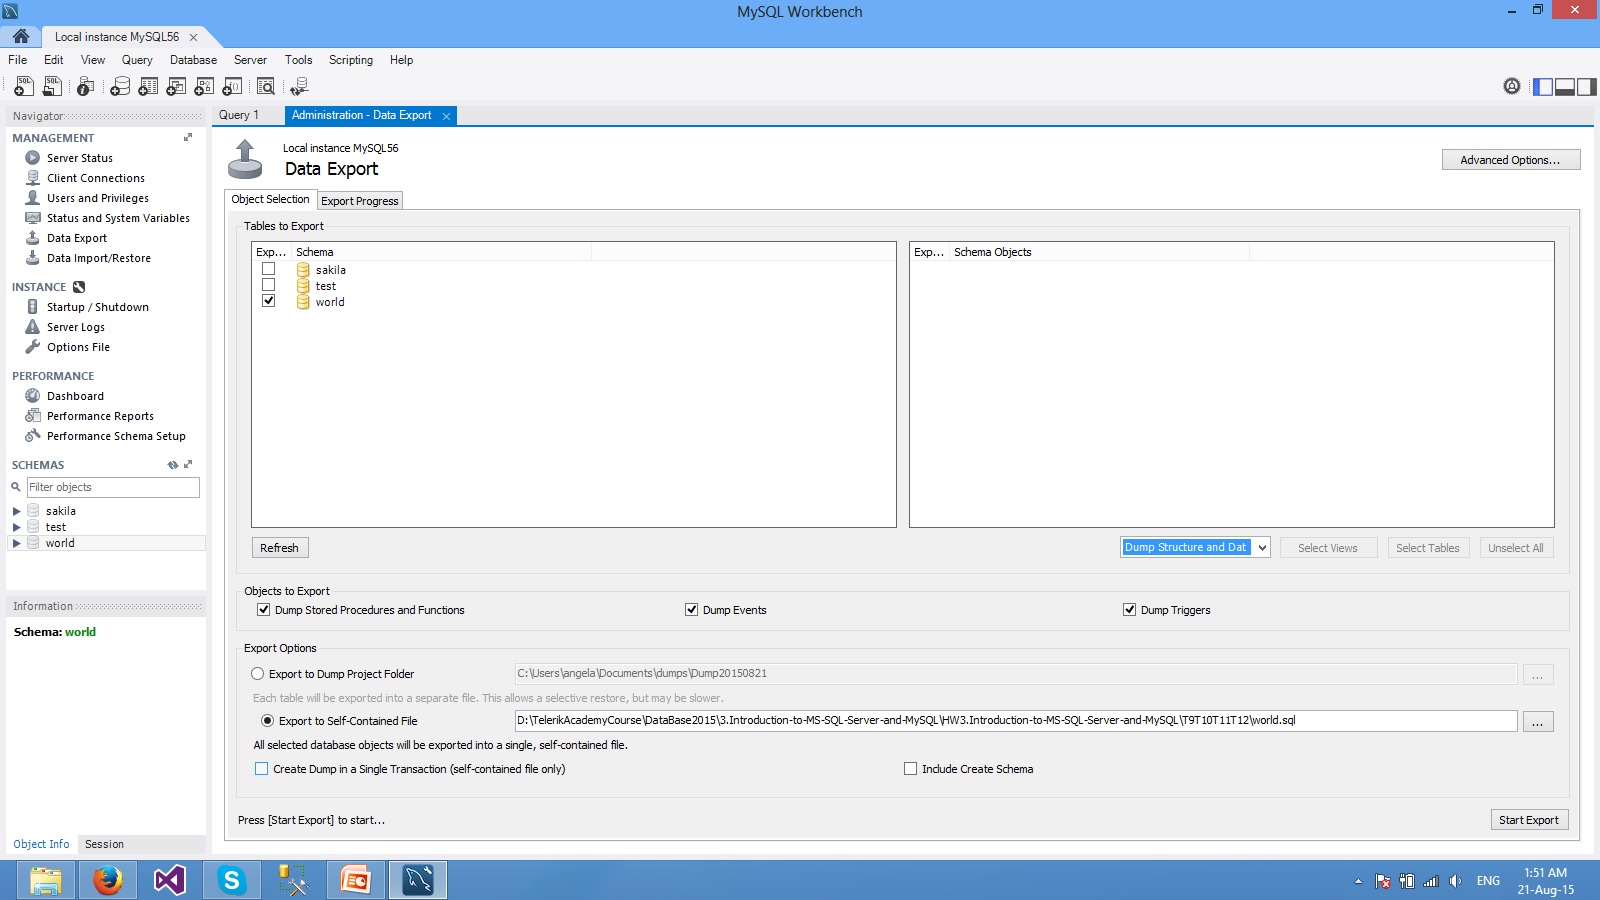 MySQL Workbench
Local instance MySQL56
File Edit View Query Database Server Tools Scripting Help
Navigator
MANAGEMENT
Server Status
Client Connections
Users and Privileges
Status and System Variables
Data Export
Data Import/Restore
INSTANCE
Startup / Shutdown
Server Logs
Options File
PERFORMANCE
Dashboard
Performance Reports
Performance Schema Setup
SCHEMAS
Filter objects
sakila
test
world
Information
Schema: world
Object Info Session
Query 1 Administration - Data Export
Local instance MySQL56
Data Export
Advanced Options...
Object Selection Export Progress
Tables to Export
Exp... Schema
sakila
test
world
Exp... Schema Objects
Refresh Dump Structure and Dat Select Views Select Tables Unselect All
Objects to Export
Dump Stored Procedures and Functions Dump Events Dump Triggers
Export Options
Export to Dump Project Folder C:\Users\angela\Documents\dumps\Dump20150821 ...
Each table will be exported into a separate file. This allows a selective restore, but may be slower.
Export to Self-Contained File D:\TelerikAcademyCourse\DataBase2015\3.Introduction-to-MS-SQL-Server-and-MySQL\HW3.Introduction-to-MS-SQL-Server-and-MySQL\T9T10T11T12\world.sql ...
All selected database objects will be exported into a single, self-contained file.
Create Dump in a Single Transaction (self-contained file only) Include Create Schema
Press [Start Export] to start... Start Export
ENG
1:51 AM
21-Aug-15